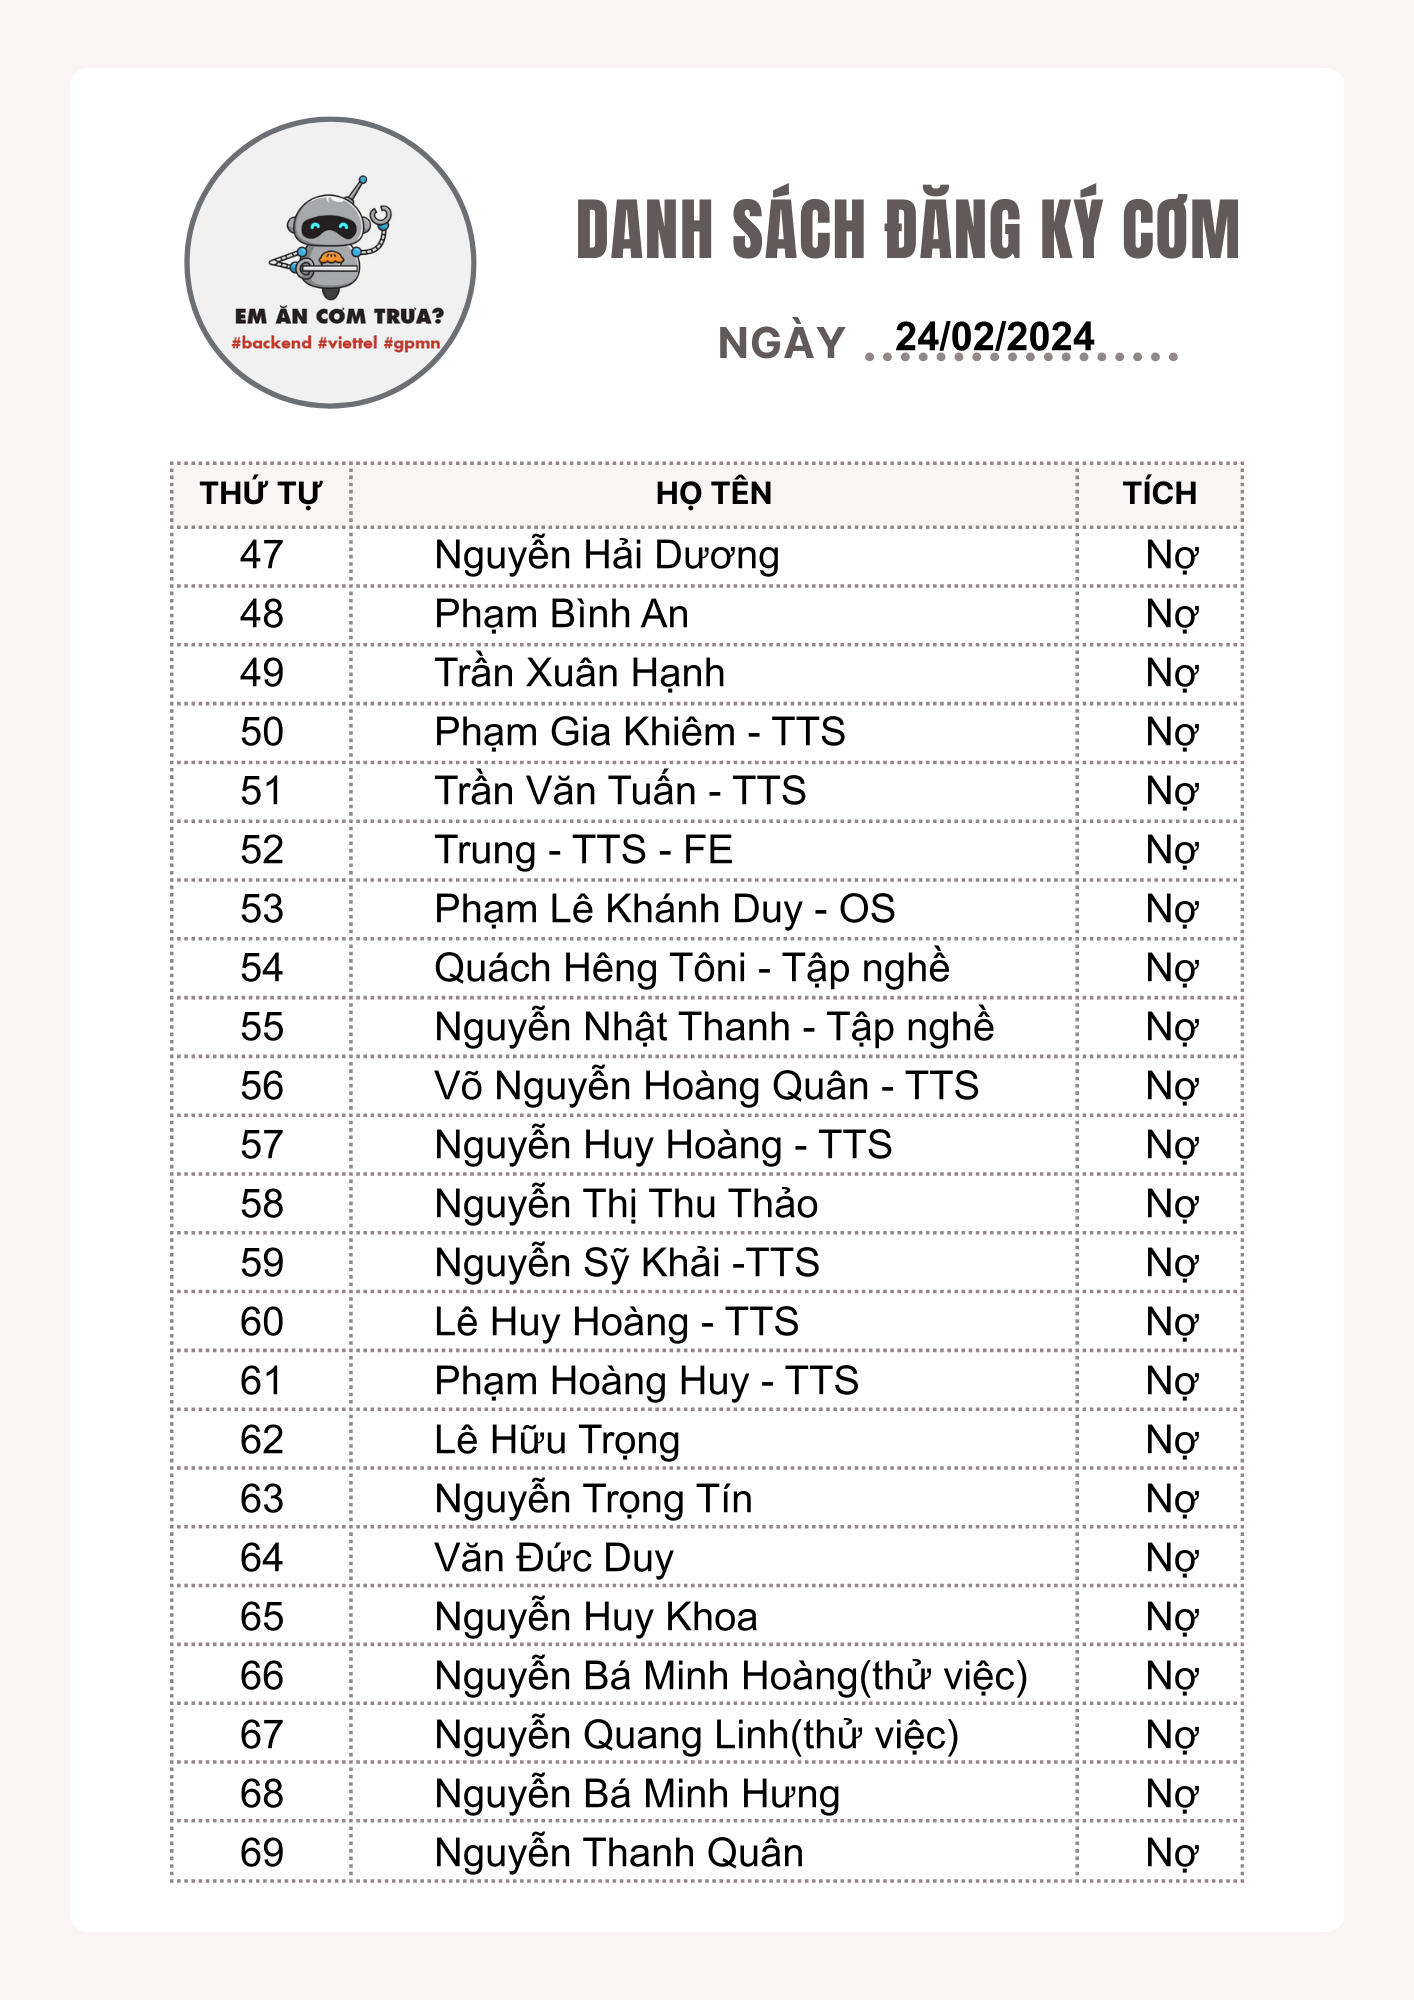 EM ĂN CƠM TRƯA?
#backend #viettel #gpmn
DANH SÁCH ĐĂNG KÝ CƠM
NGÀY 24/02/2024
THỨ TỰ HỌ TÊN TÍCH
47 Nguyễn Hải Dương Nợ
48 Phạm Bình An Nợ
49 Trần Xuân Hạnh Nợ
50 Phạm Gia Khiêm - TTS Nợ
51 Trần Văn Tuấn - TTS Nợ
52 Trung - TTS - FE Nợ
53 Phạm Lê Khánh Duy - OS Nợ
54 Quách Hêng Tôni - Tập nghề Nợ
55 Nguyễn Nhật Thanh - Tập nghề Nợ
56 Võ Nguyễn Hoàng Quân - TTS Nợ
57 Nguyễn Huy Hoàng - TTS Nợ
58 Nguyễn Thị Thu Thảo Nợ
59 Nguyễn Sỹ Khải -TTS Nợ
60 Lê Huy Hoàng - TTS Nợ
61 Phạm Hoàng Huy - TTS Nợ
62 Lê Hữu Trọng Nợ
63 Nguyễn Trọng Tín Nợ
64 Văn Đức Duy Nợ
65 Nguyễn Huy Khoa Nợ
66 Nguyễn Bá Minh Hoàng(thử việc) Nợ
67 Nguyễn Quang Linh(thử việc) Nợ
68 Nguyễn Bá Minh Hưng Nợ
69 Nguyễn Thanh Quân Nợ